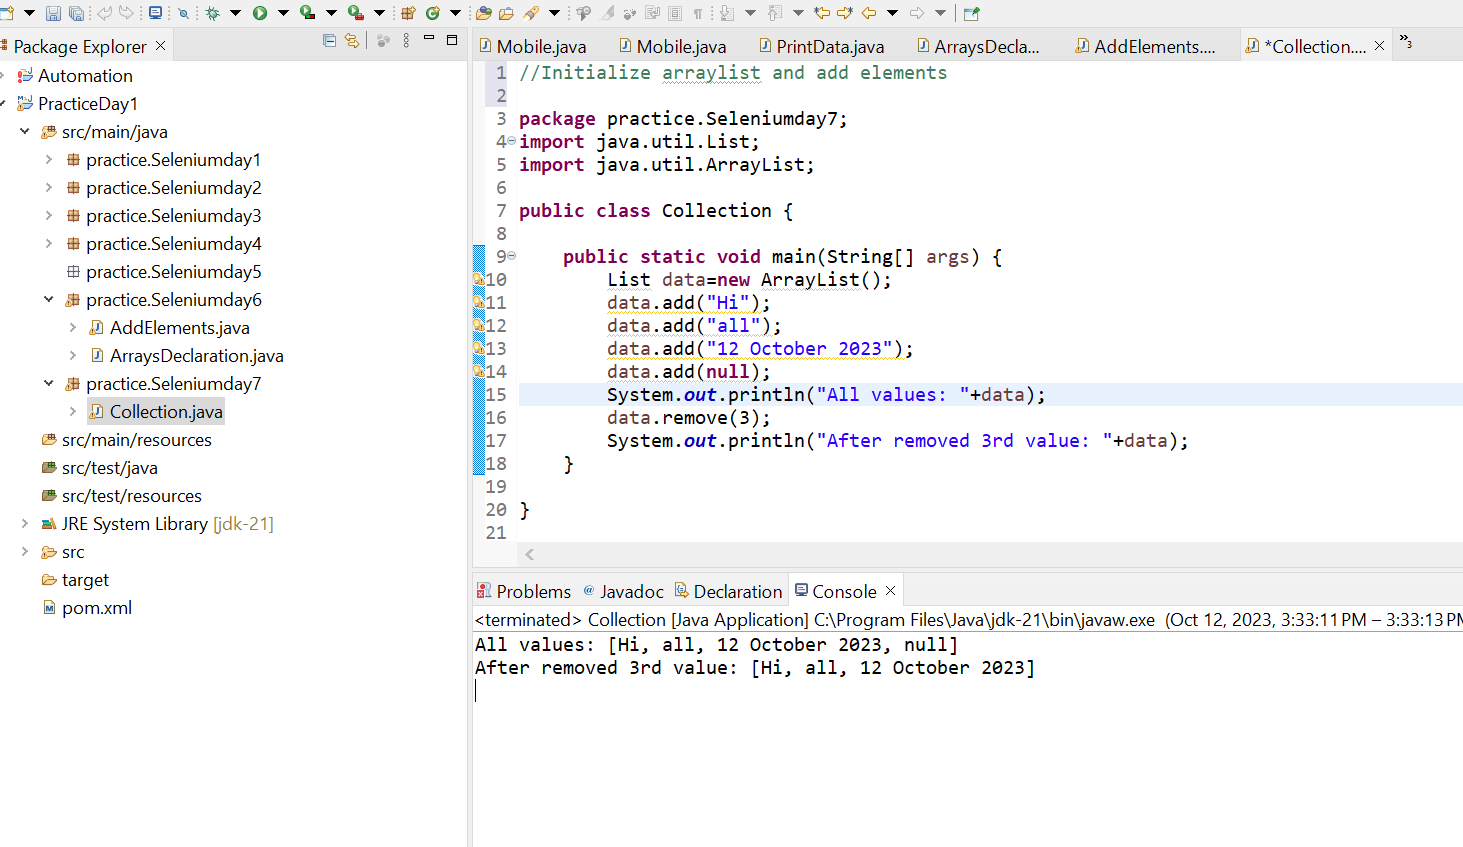 Package Explorer
Automation
PracticeDay1
src/main/java
practice.Seleniumday1
practice.Seleniumday2
practice.Seleniumday3
practice.Seleniumday4
practice.Seleniumday5
practice.Seleniumday6
AddElements.java
ArraysDeclaration.java
practice.Seleniumday7
Collection.java
src/main/resources
src/test/java
src/test/resources
JRE System Library [jdk-21]
src
target
pom.xml
Mobile.java Mobile.java PrintData.java ArraysDecla... AddElements.... *Collection.... »3
1 //Initialize arraylist and add elements
2
3 package practice.Seleniumday7;
4 import java.util.List;
5 import java.util.ArrayList;
6
7 public class Collection {
8
9 public static void main(String[] args) {
10 List data=new ArrayList();
11 data.add("Hi");
12 data.add("all");
13 data.add("12 October 2023");
14 data.add(null);
15 System.out.println("All values: "+data);
16 data.remove(3);
17 System.out.println("After removed 3rd value: "+data);
18 }
19
20 }
21
Problems @ Javadoc Declaration Console
<terminated> Collection [Java Application] C:\Program Files\Java\jdk-21\bin\javaw.exe (Oct 12, 2023, 3:33:11 PM – 3:33:13 PM
All values: [Hi, all, 12 October 2023, null]
After removed 3rd value: [Hi, all, 12 October 2023]